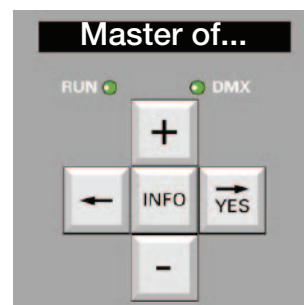 Master of...
RUN DMX
+
← INFO → YES
-